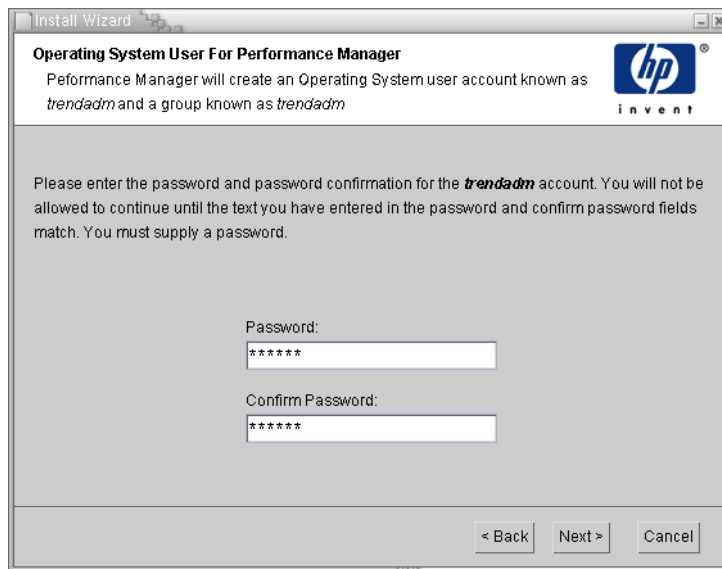 Install Wizard
Operating System User For Performance Manager
Peformance Manager will create an Operating System user account known as
trendadm and a group known as trendadm
hp
®
invent
Please enter the password and password confirmation for the trendadm account. You will not be
allowed to continue until the text you have entered in the password and confirm password fields
match. You must supply a password.
Password:
******
Confirm Password:
******
< Back Next > Cancel